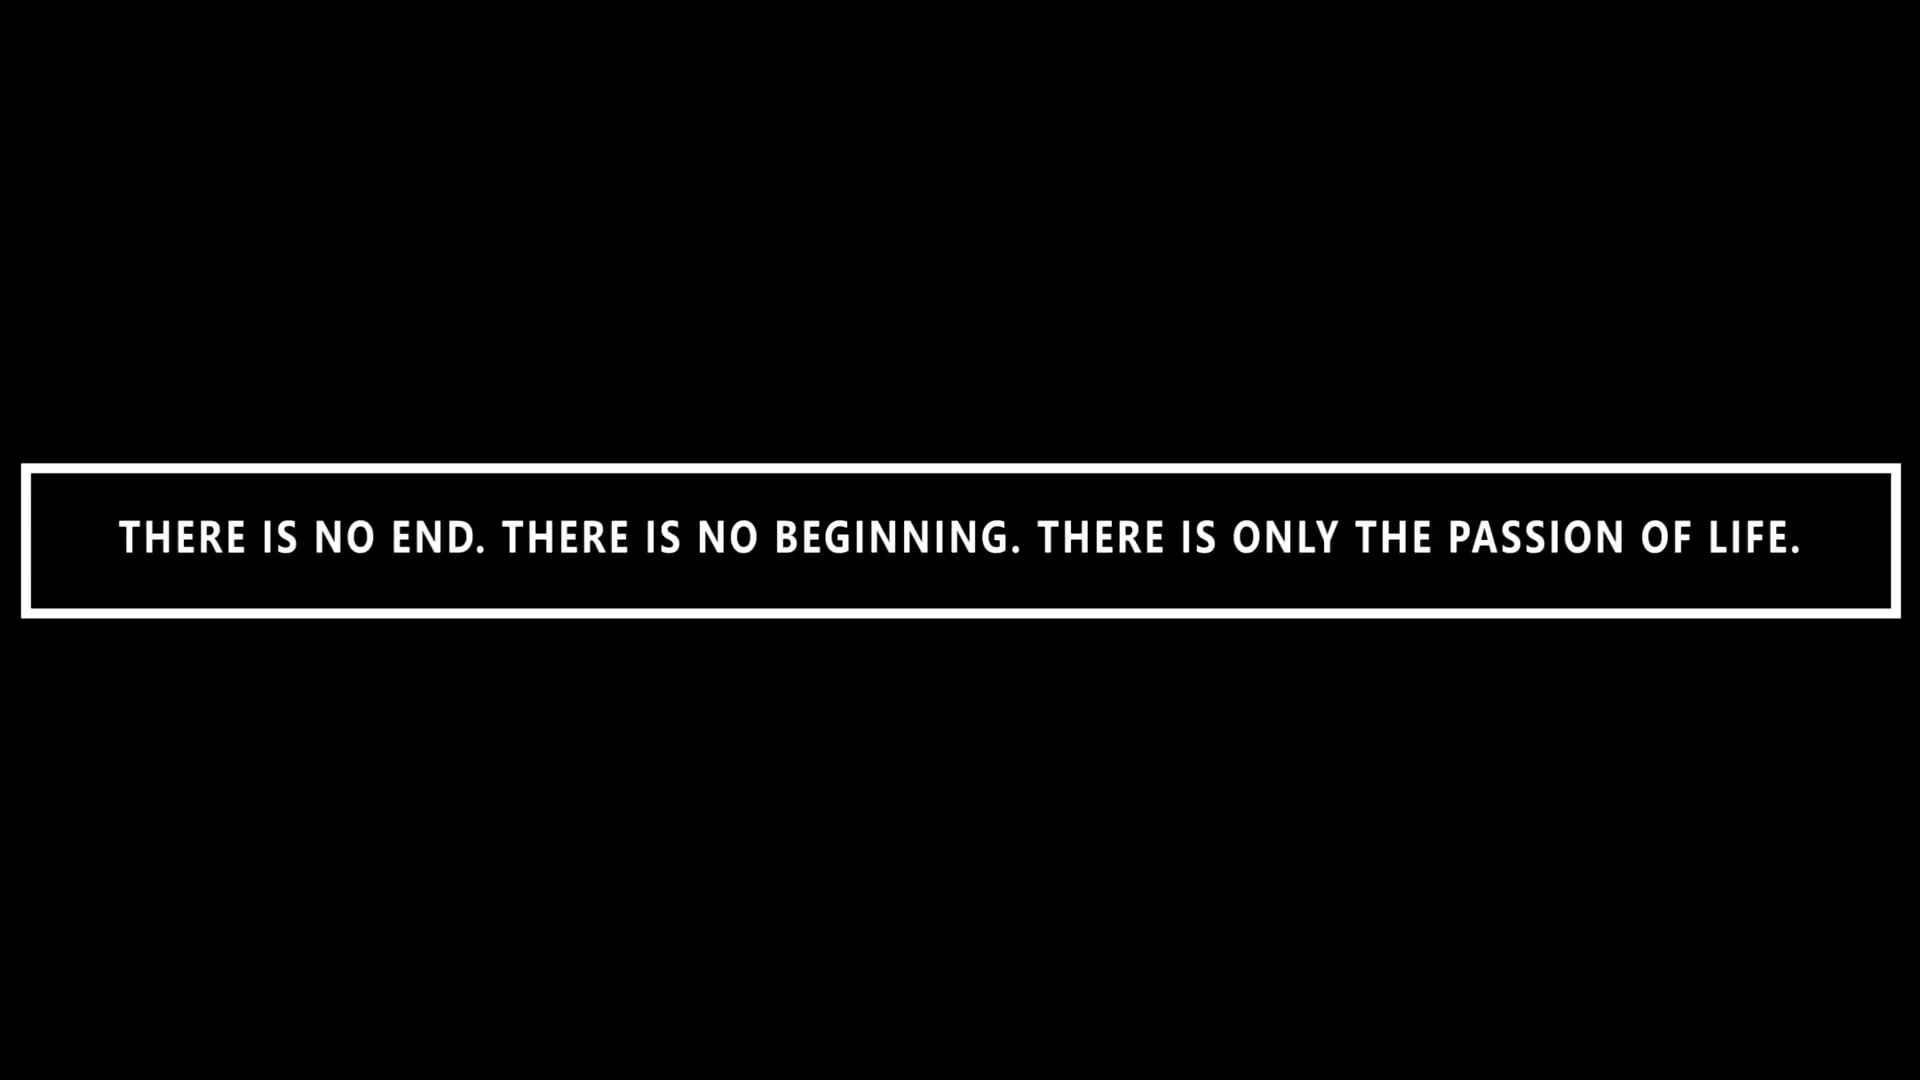 THERE IS NO END. THERE IS NO BEGINNING. THERE IS ONLY THE PASSION OF LIFE.